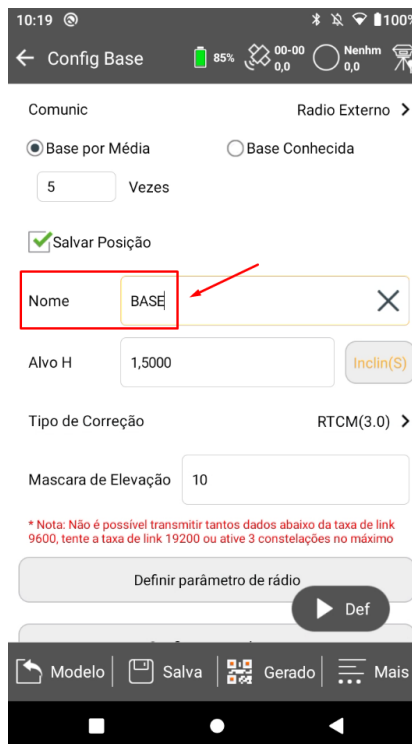 10:19 100%
Config Base 85% 00-00 Nenhm
0,0 0,0
Comunic Radio Externo
Base por Média Base Conhecida
5 Vezes
Salvar Posição
Nome BASE
Alvo H 1,5000 Inclin(S)
Tipo de Correção RTCM(3.0)
Mascara de Elevação 10
* Nota: Não é possível transmitir tantos dados abaixo da taxa de link
9600, tente a taxa de link 19200 ou ative 3 constelações no máximo
Definir parâmetro de rádio
Def
Modelo Salva Gerado Mais